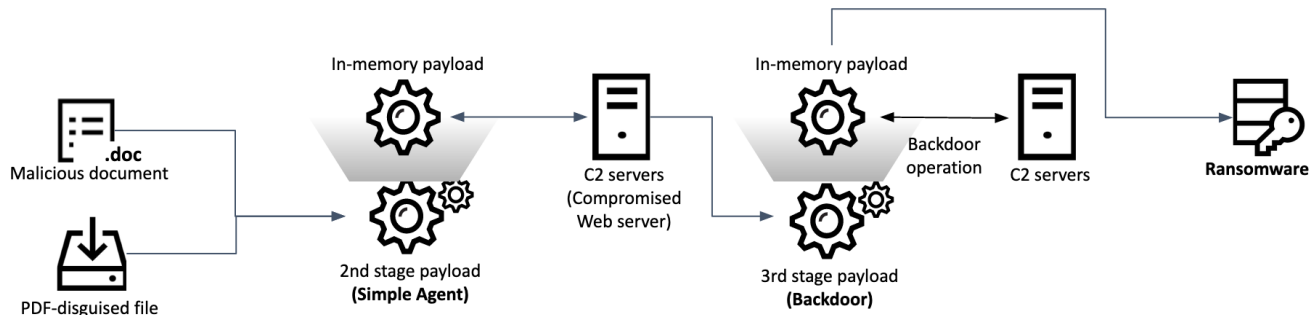 .doc
Malicious document
PDF-disguised file
In-memory payload
2nd stage payload
(Simple Agent)
C2 servers
(Compromised
Web server)
In-memory payload
3rd stage payload
(Backdoor)
Backdoor
operation
C2 servers
Ransomware